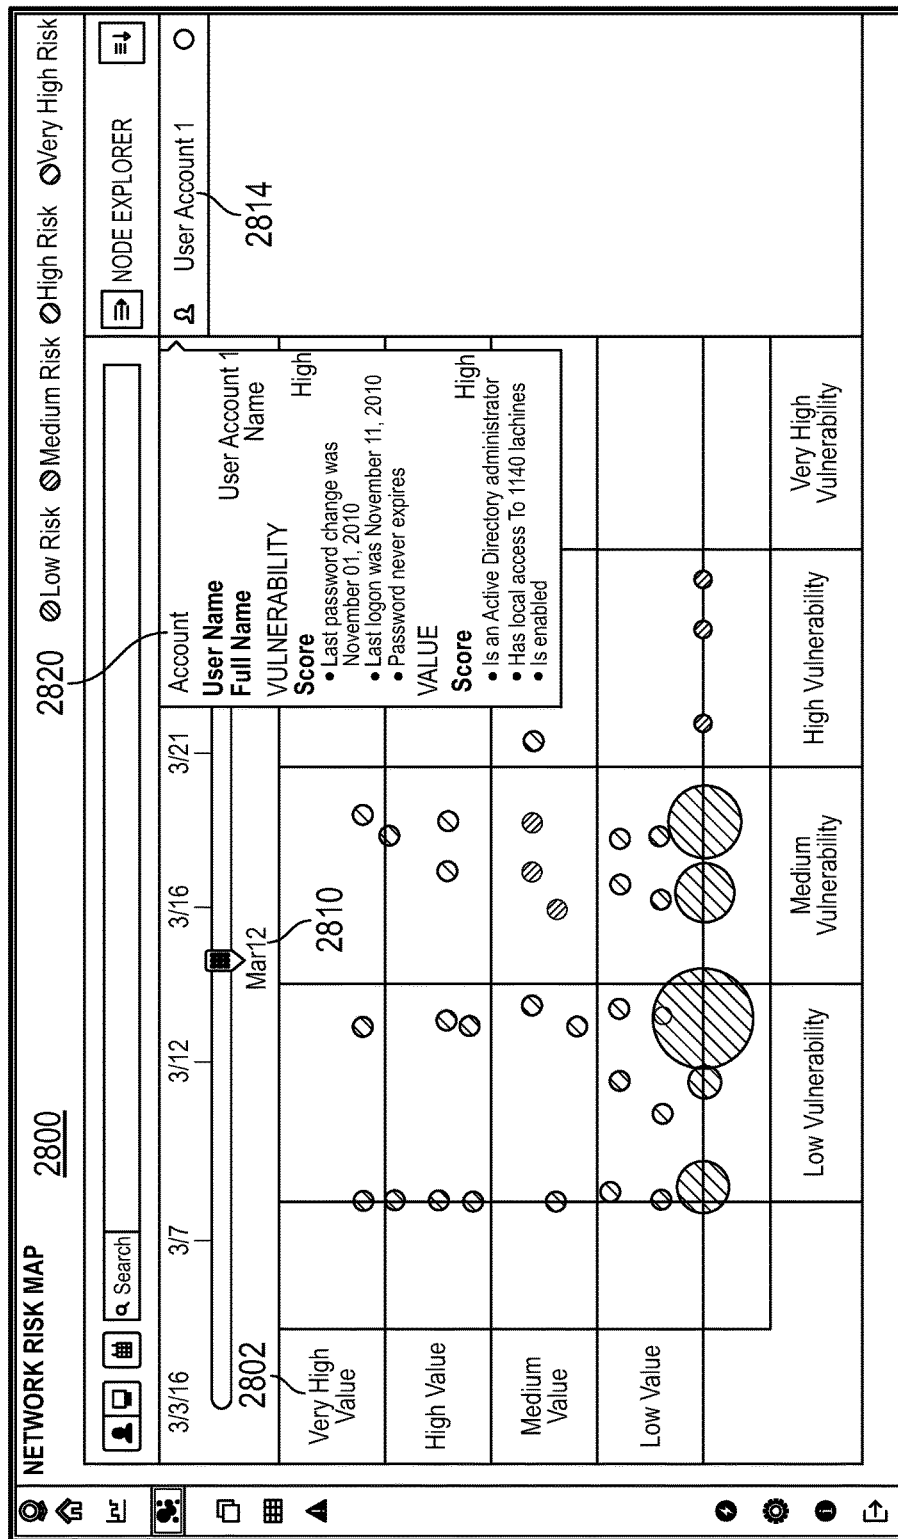 NETWORK RISK MAP
2800
2820
Low Risk Medium Risk High Risk Very High Risk
Search
NODE EXPLORER
3/3/16 3/7 3/12 3/16 3/21
Mar12
2810
2802
User Account 1
2814
Account
User Name User Account 1
Full Name Name
VULNERABILITY
Score High
• Last password change was
November 01, 2010
• Last logon was November 11, 2010
• Password never expires
VALUE
Score High
• Is an Active Directory administrator
• Has local access To 1140 lachines
• Is enabled
Very High
Value
High Value
Medium
Value
Low Value
Low Vulnerability
Medium
Vulnerability
High Vulnerability
Very High
Vulnerability